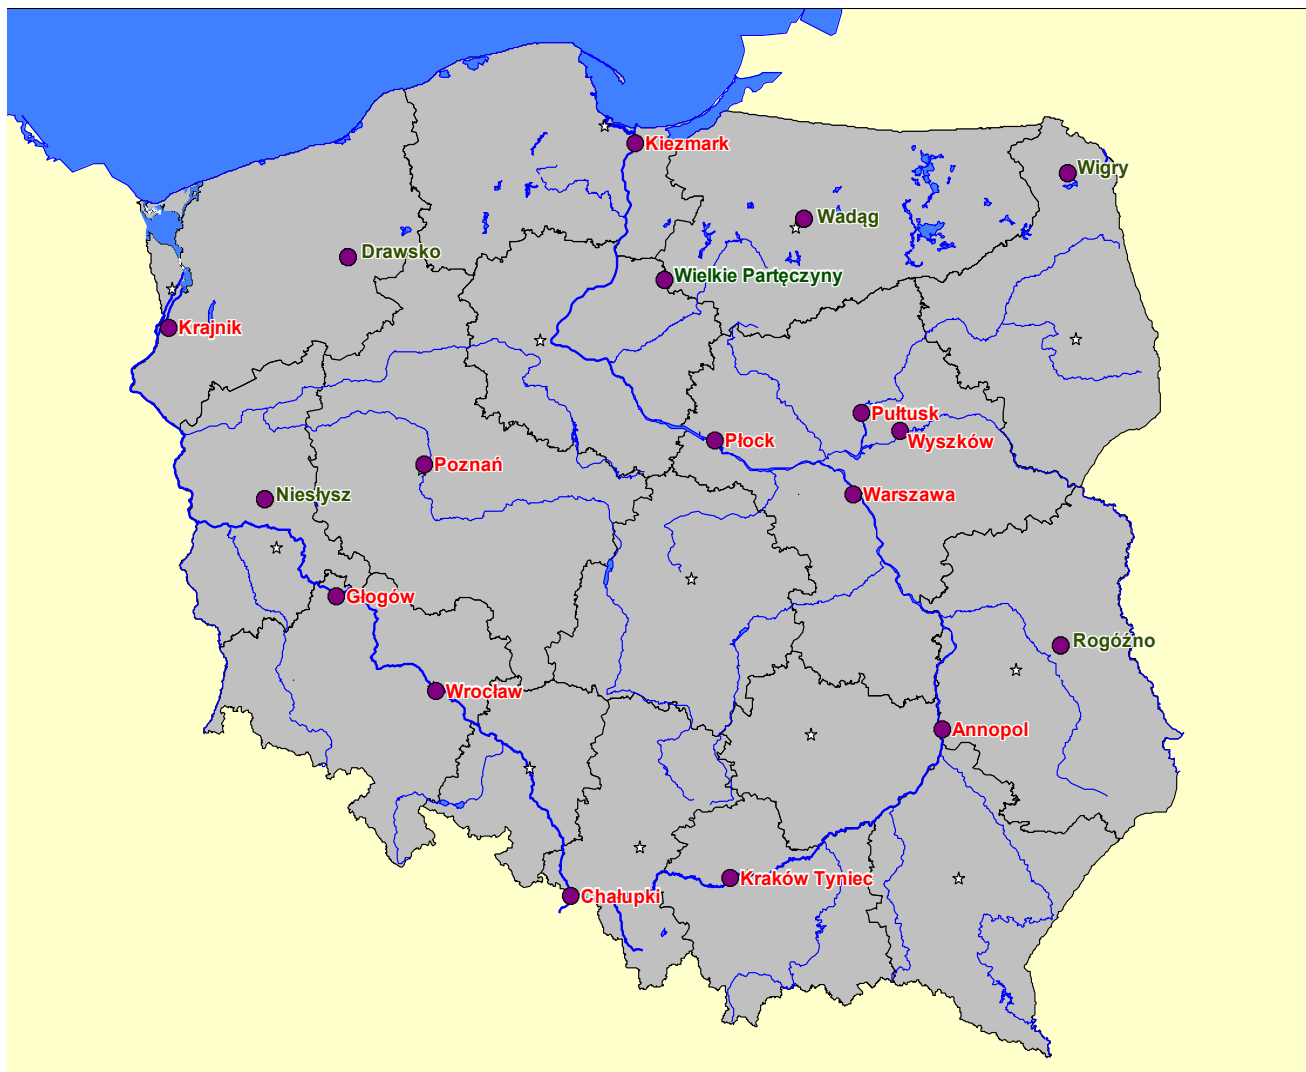 Kiezmark
Wigry
Wadąg
Drawsko
Wielkie Partęczyny
Krajnik
Pułtusk
Wyszków
Płock
Poznań
Warszawa
Niesłysz
Głogów
Rogóźno
Wrocław
Annopol
Kraków Tyniec
Chałupki